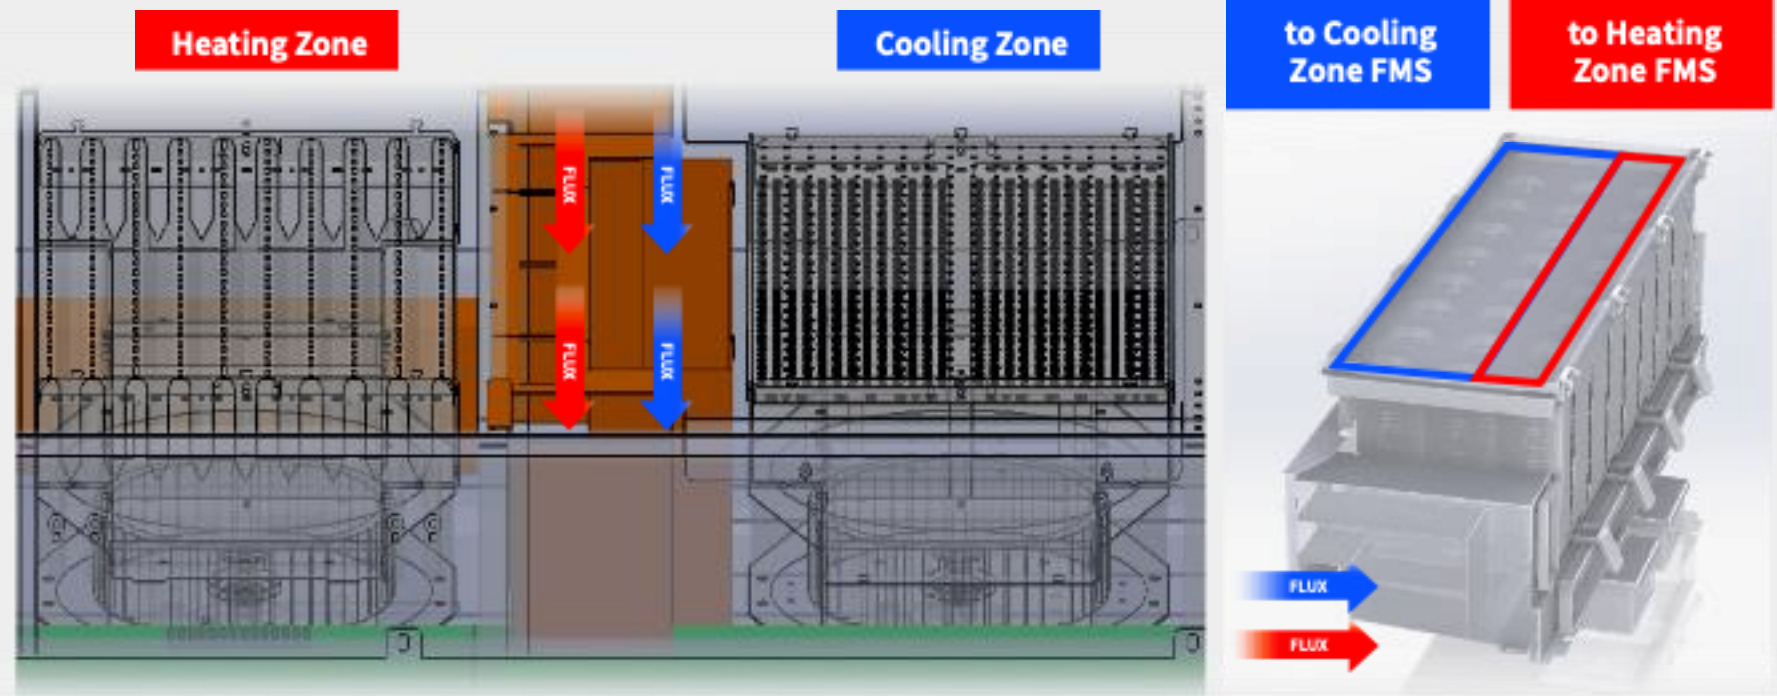 Heating Zone
Cooling Zone
to Cooling
Zone FMS
to Heating
Zone FMS
FLUX
FLUX
FLUX
FLUX
FLUX
FLUX